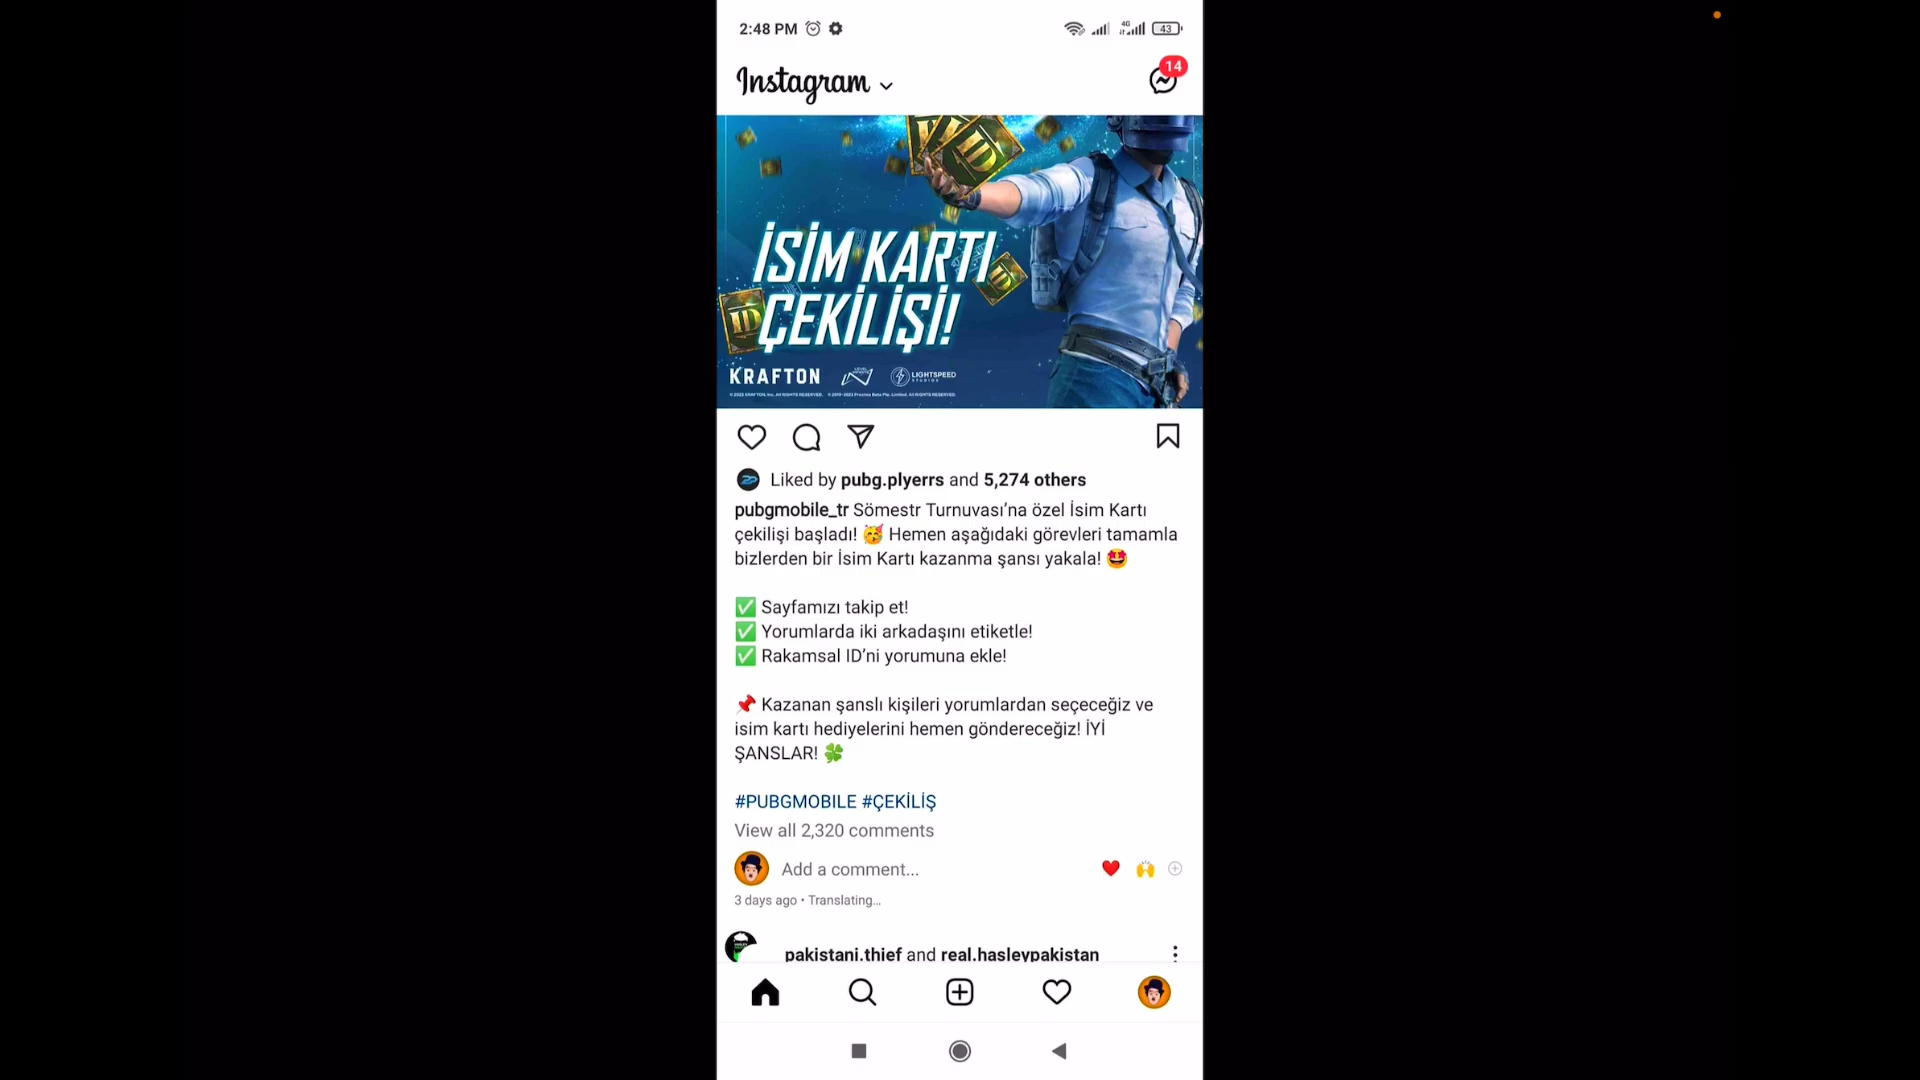 2:48 PM
4G
43
Instagram
14
İSİM KARTI
ÇEKİLİŞİ!
ID
KRAFTON
LIGHTSPEED
STUDIOS
Liked by pubg.plyerrs and 5,274 others
pubgmobile_tr Sömestr Turnuvası’na özel İsim Kartı
çekilişi başladı! 🥳 Hemen aşağıdaki görevleri tamamla
bizlerden bir İsim Kartı kazanma şansı yakala! 🤩
✅ Sayfamızı takip et!
✅ Yorumlarda iki arkadaşını etiketle!
✅ Rakamsal ID’ni yorumuna ekle!
📌 Kazanan şanslı kişileri yorumlardan seçeceğiz ve
isim kartı hediyelerini hemen göndereceğiz! İYİ
ŞANSLAR! 🍀
#PUBGMOBILE #ÇEKİLİŞ
View all 2,320 comments
Add a comment...
3 days ago • Translating...
pakistani.thief and real.hasleypakistan